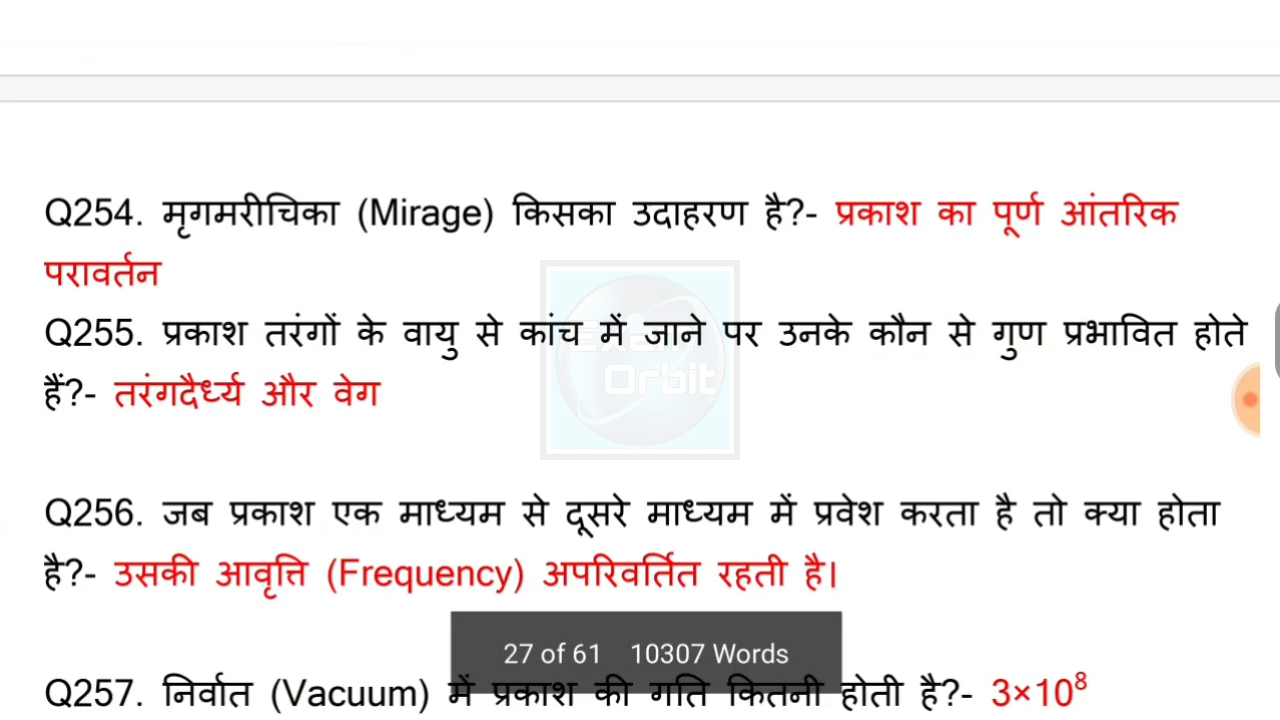 Q254. मृगमरीचिका (Mirage) किसका उदाहरण है?- प्रकाश का पूर्ण आंतरिक
परावर्तन
Q255. प्रकाश तरंगों के वायु से कांच में जाने पर उनके कौन से गुण प्रभावित होते
हैं?- तरंगदैर्ध्य और वेग
Exam
Orbit
Q256. जब प्रकाश एक माध्यम से दूसरे माध्यम में प्रवेश करता है तो क्या होता
है?- उसकी आवृत्ति (Frequency) अपरिवर्तित रहती है।
27 of 61 10307 Words
Q257. निर्वात (Vacuum) में प्रकाश की गति कितनी होती है?- 3×10⁸